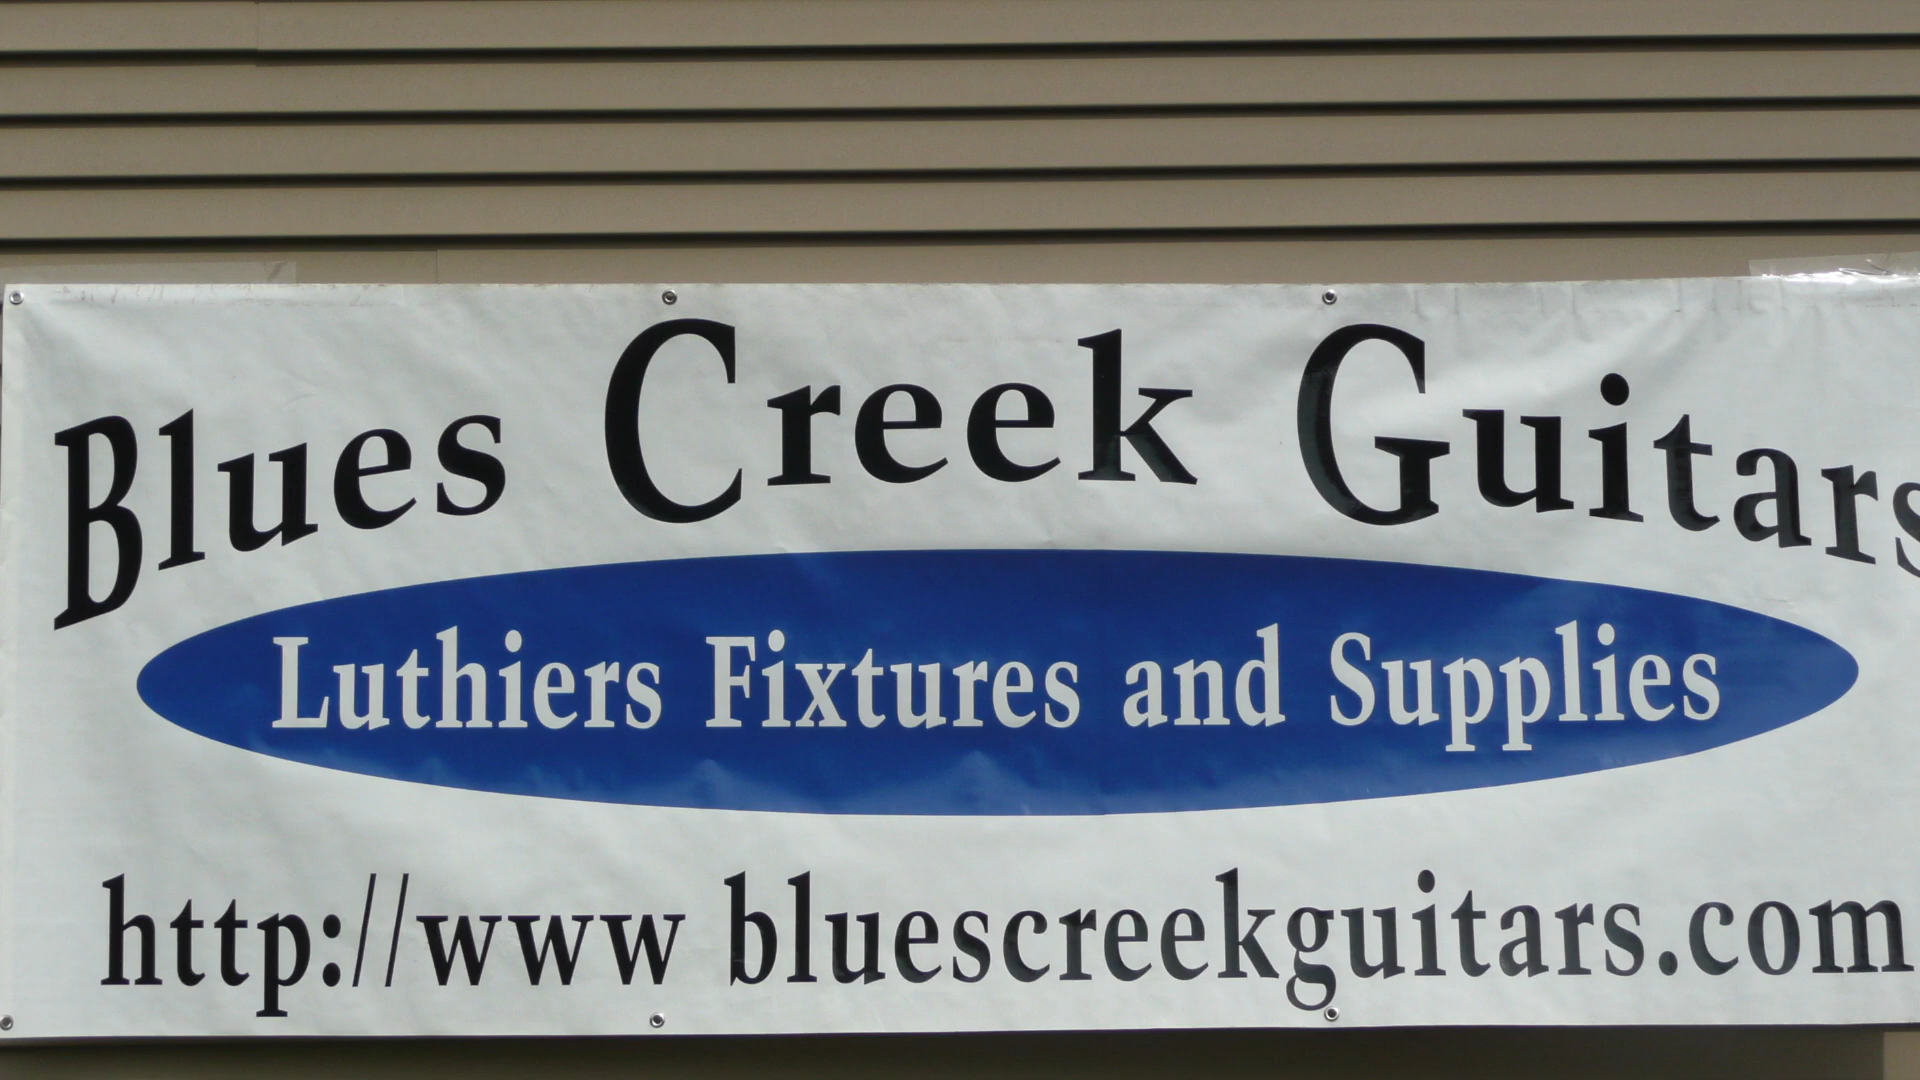 Blues Creek Guitars
Luthiers Fixtures and Supplies
http://www bluescreekguitars.com